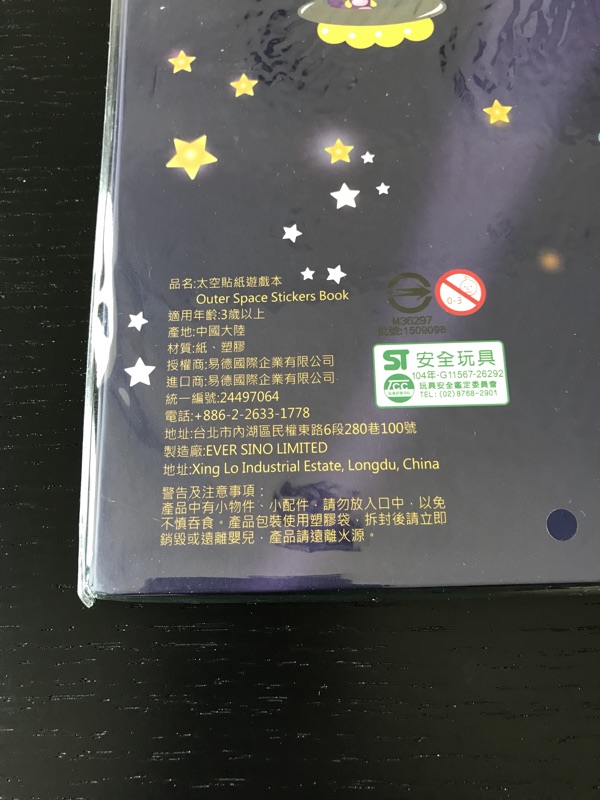 品名:太空貼紙遊戲本
Outer Space Stickers Book
適用年齡:3歲以上
產地:中國大陸
材質:紙、塑膠
授權商:易德國際企業有限公司
進口商:易德國際企業有限公司
統一編號:24497064
電話:+886-2-2633-1778
地址:台北市內湖區民權東路6段280巷100號
製造廠:EVER SINO LIMITED
地址:Xing Lo Industrial Estate, Longdu, China
警告及注意事項：
產品中有小物件、小配件，請勿放入口中，以免
不慎吞食。產品包裝使用塑膠袋，拆封後請立即
銷毀或遠離嬰兒，產品請遠離火源。
0-3
M36297
批號:1509098
ST 安全玩具
104年-G11567-26292
玩具安全鑑定委員會
TEL:(02)8768-2901